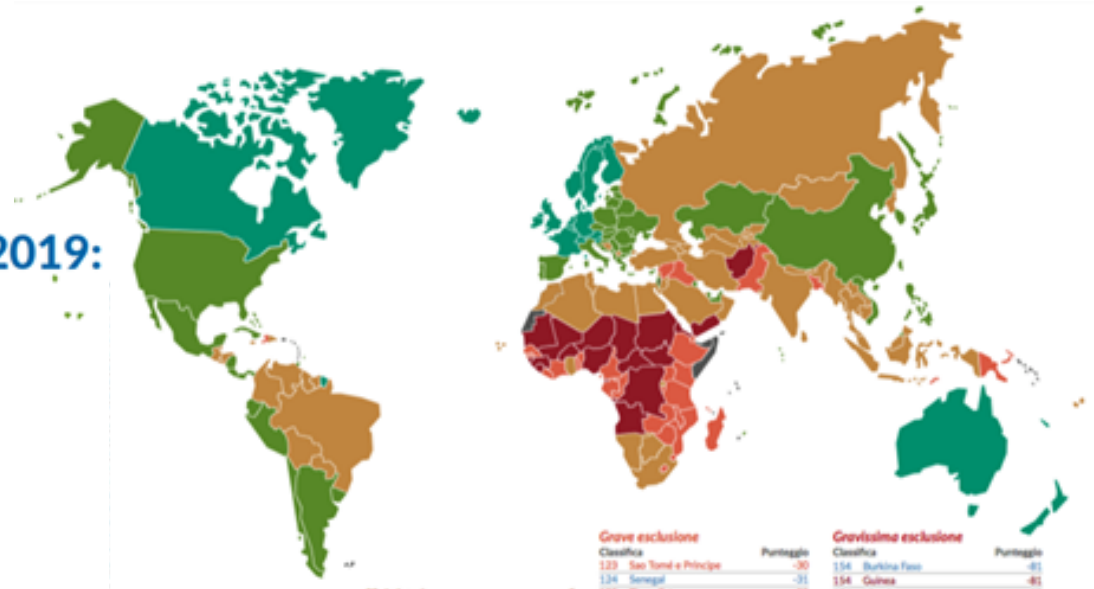 2019:
Grave esclusione
Classifica Punteggio
123 Sao Tomé e Principe -30
124 Senegal -31
Gravissima esclusione
Classifica Punteggio
154 Burkina Faso -81
154 Guinea -81